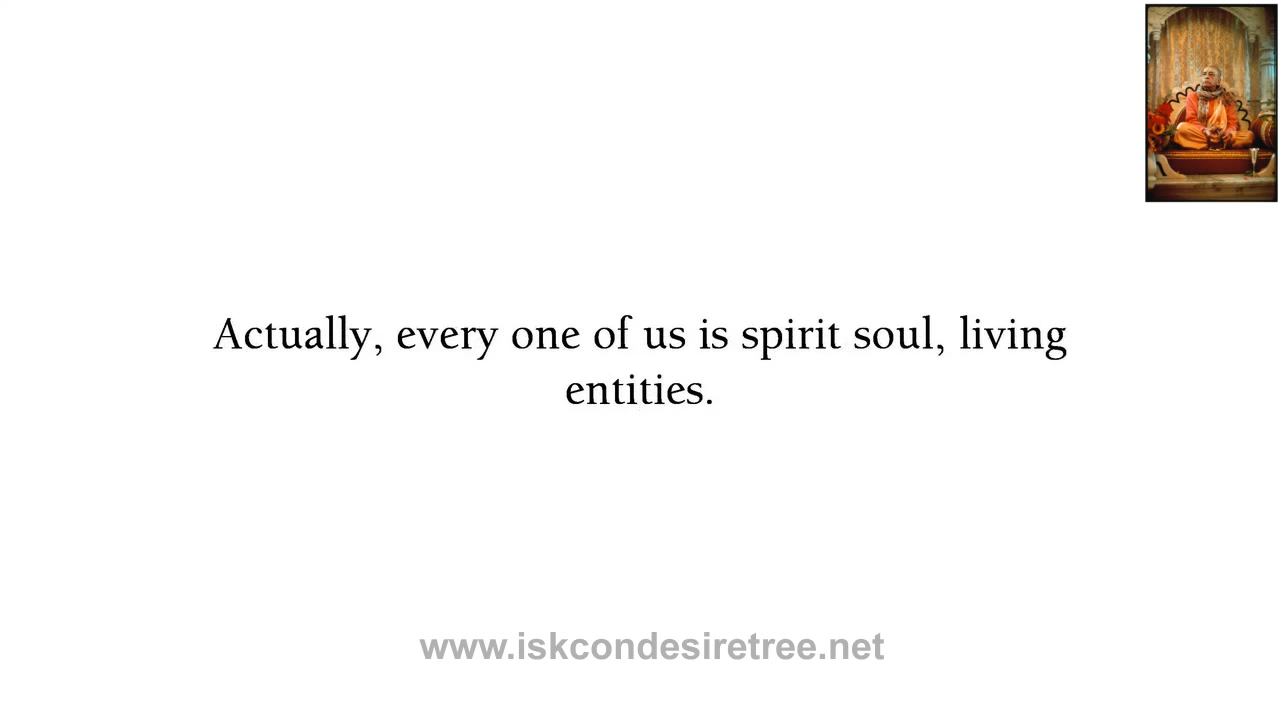 Actually, every one of us is spirit soul, living
entities.
www.iskcondesiretree.net